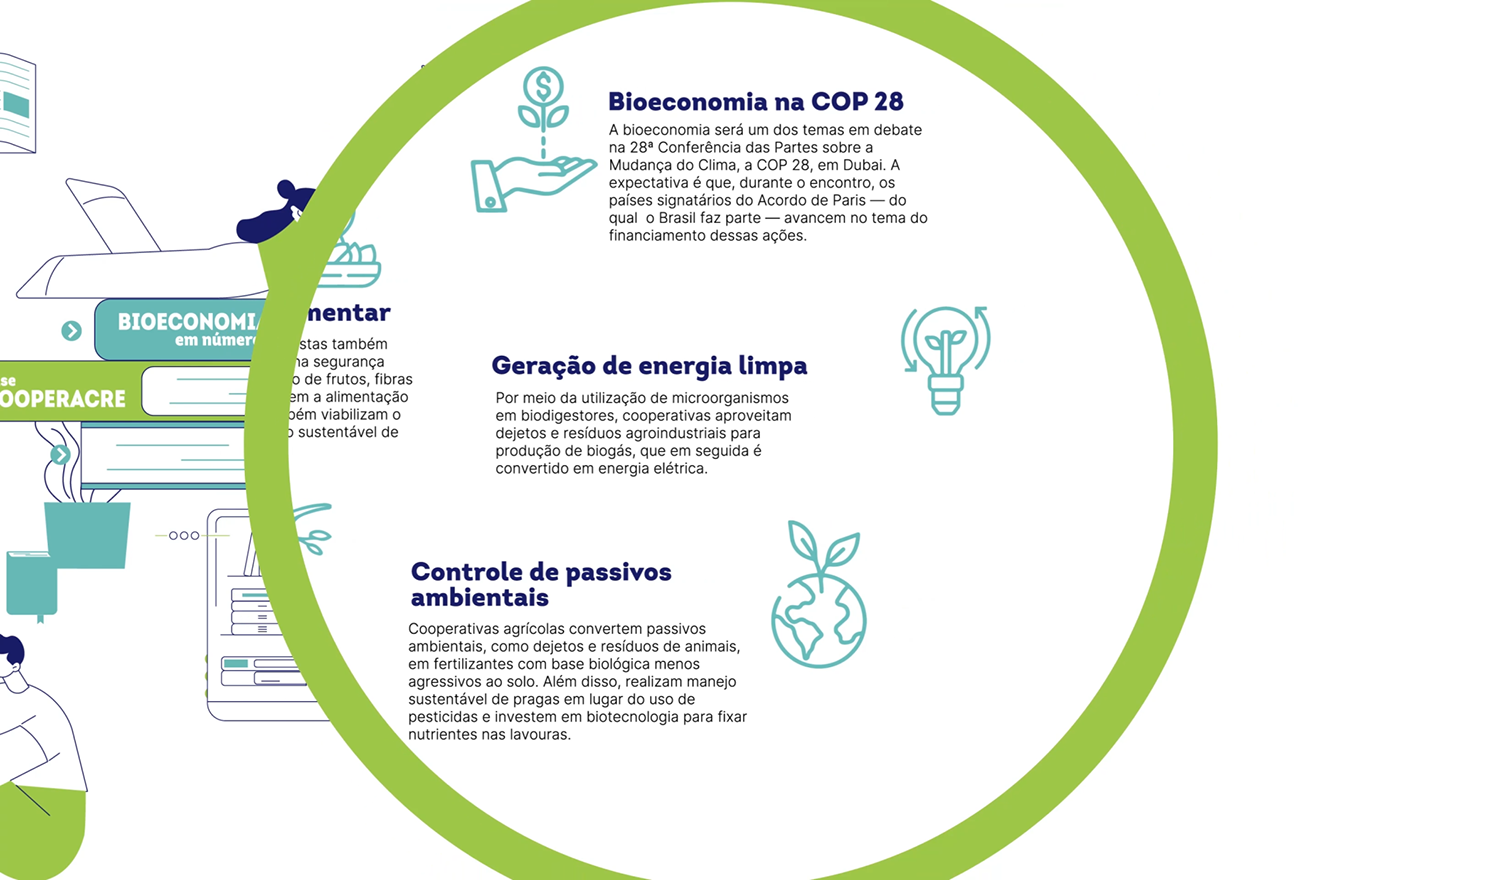 Bioeconomia na COP 28
A bioeconomia será um dos temas em debate
na 28ª Conferência das Partes sobre a
Mudança do Clima, a COP 28, em Dubai. A
expectativa é que, durante o encontro, os
países signatários do Acordo de Paris — do
qual o Brasil faz parte — avancem no tema do
financiamento dessas ações.
BIOECONOMI
em númer
se
OOPERACRE
mentar
stas também
na segurança
o de frutos, fibras
em a alimentação
bém viabilizam o
o sustentável de
Geração de energia limpa
Por meio da utilização de microorganismos
em biodigestores, cooperativas aproveitam
dejetos e resíduos agroindustriais para
produção de biogás, que em seguida é
convertido em energia elétrica.
Controle de passivos
ambientais
Cooperativas agrícolas convertem passivos
ambientais, como dejetos e resíduos de animais,
em fertilizantes com base biológica menos
agressivos ao solo. Além disso, realizam manejo
sustentável de pragas em lugar do uso de
pesticidas e investem em biotecnologia para fixar
nutrientes nas lavouras.